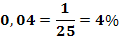 0,04 = 1/25 = 4%